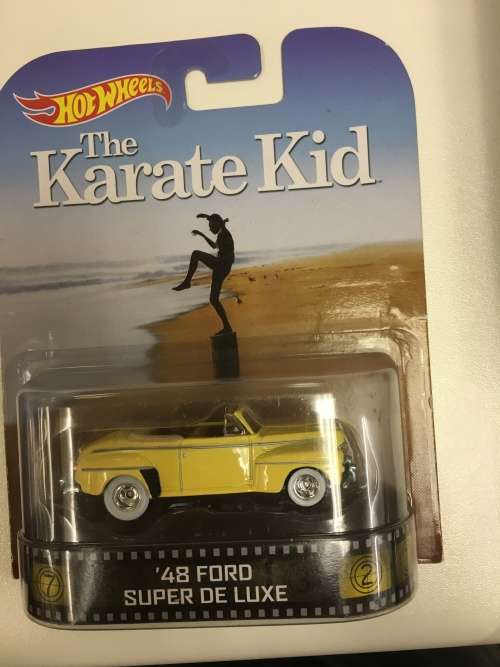 HOT WHEELS
The
Karate Kid
'48 FORD
SUPER DE LUXE
7
2